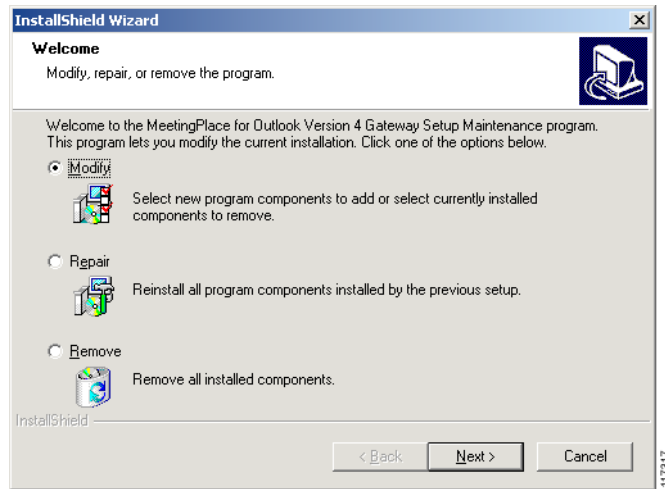 InstallShield Wizard
Welcome
Modify, repair, or remove the program.
Welcome to the MeetingPlace for Outlook Version 4 Gateway Setup Maintenance program.
This program lets you modify the current installation. Click one of the options below.
Modify
Select new program components to add or select currently installed
components to remove.
Repair
Reinstall all program components installed by the previous setup.
Remove
Remove all installed components.
InstallShield
< Back
Next >
Cancel
117317